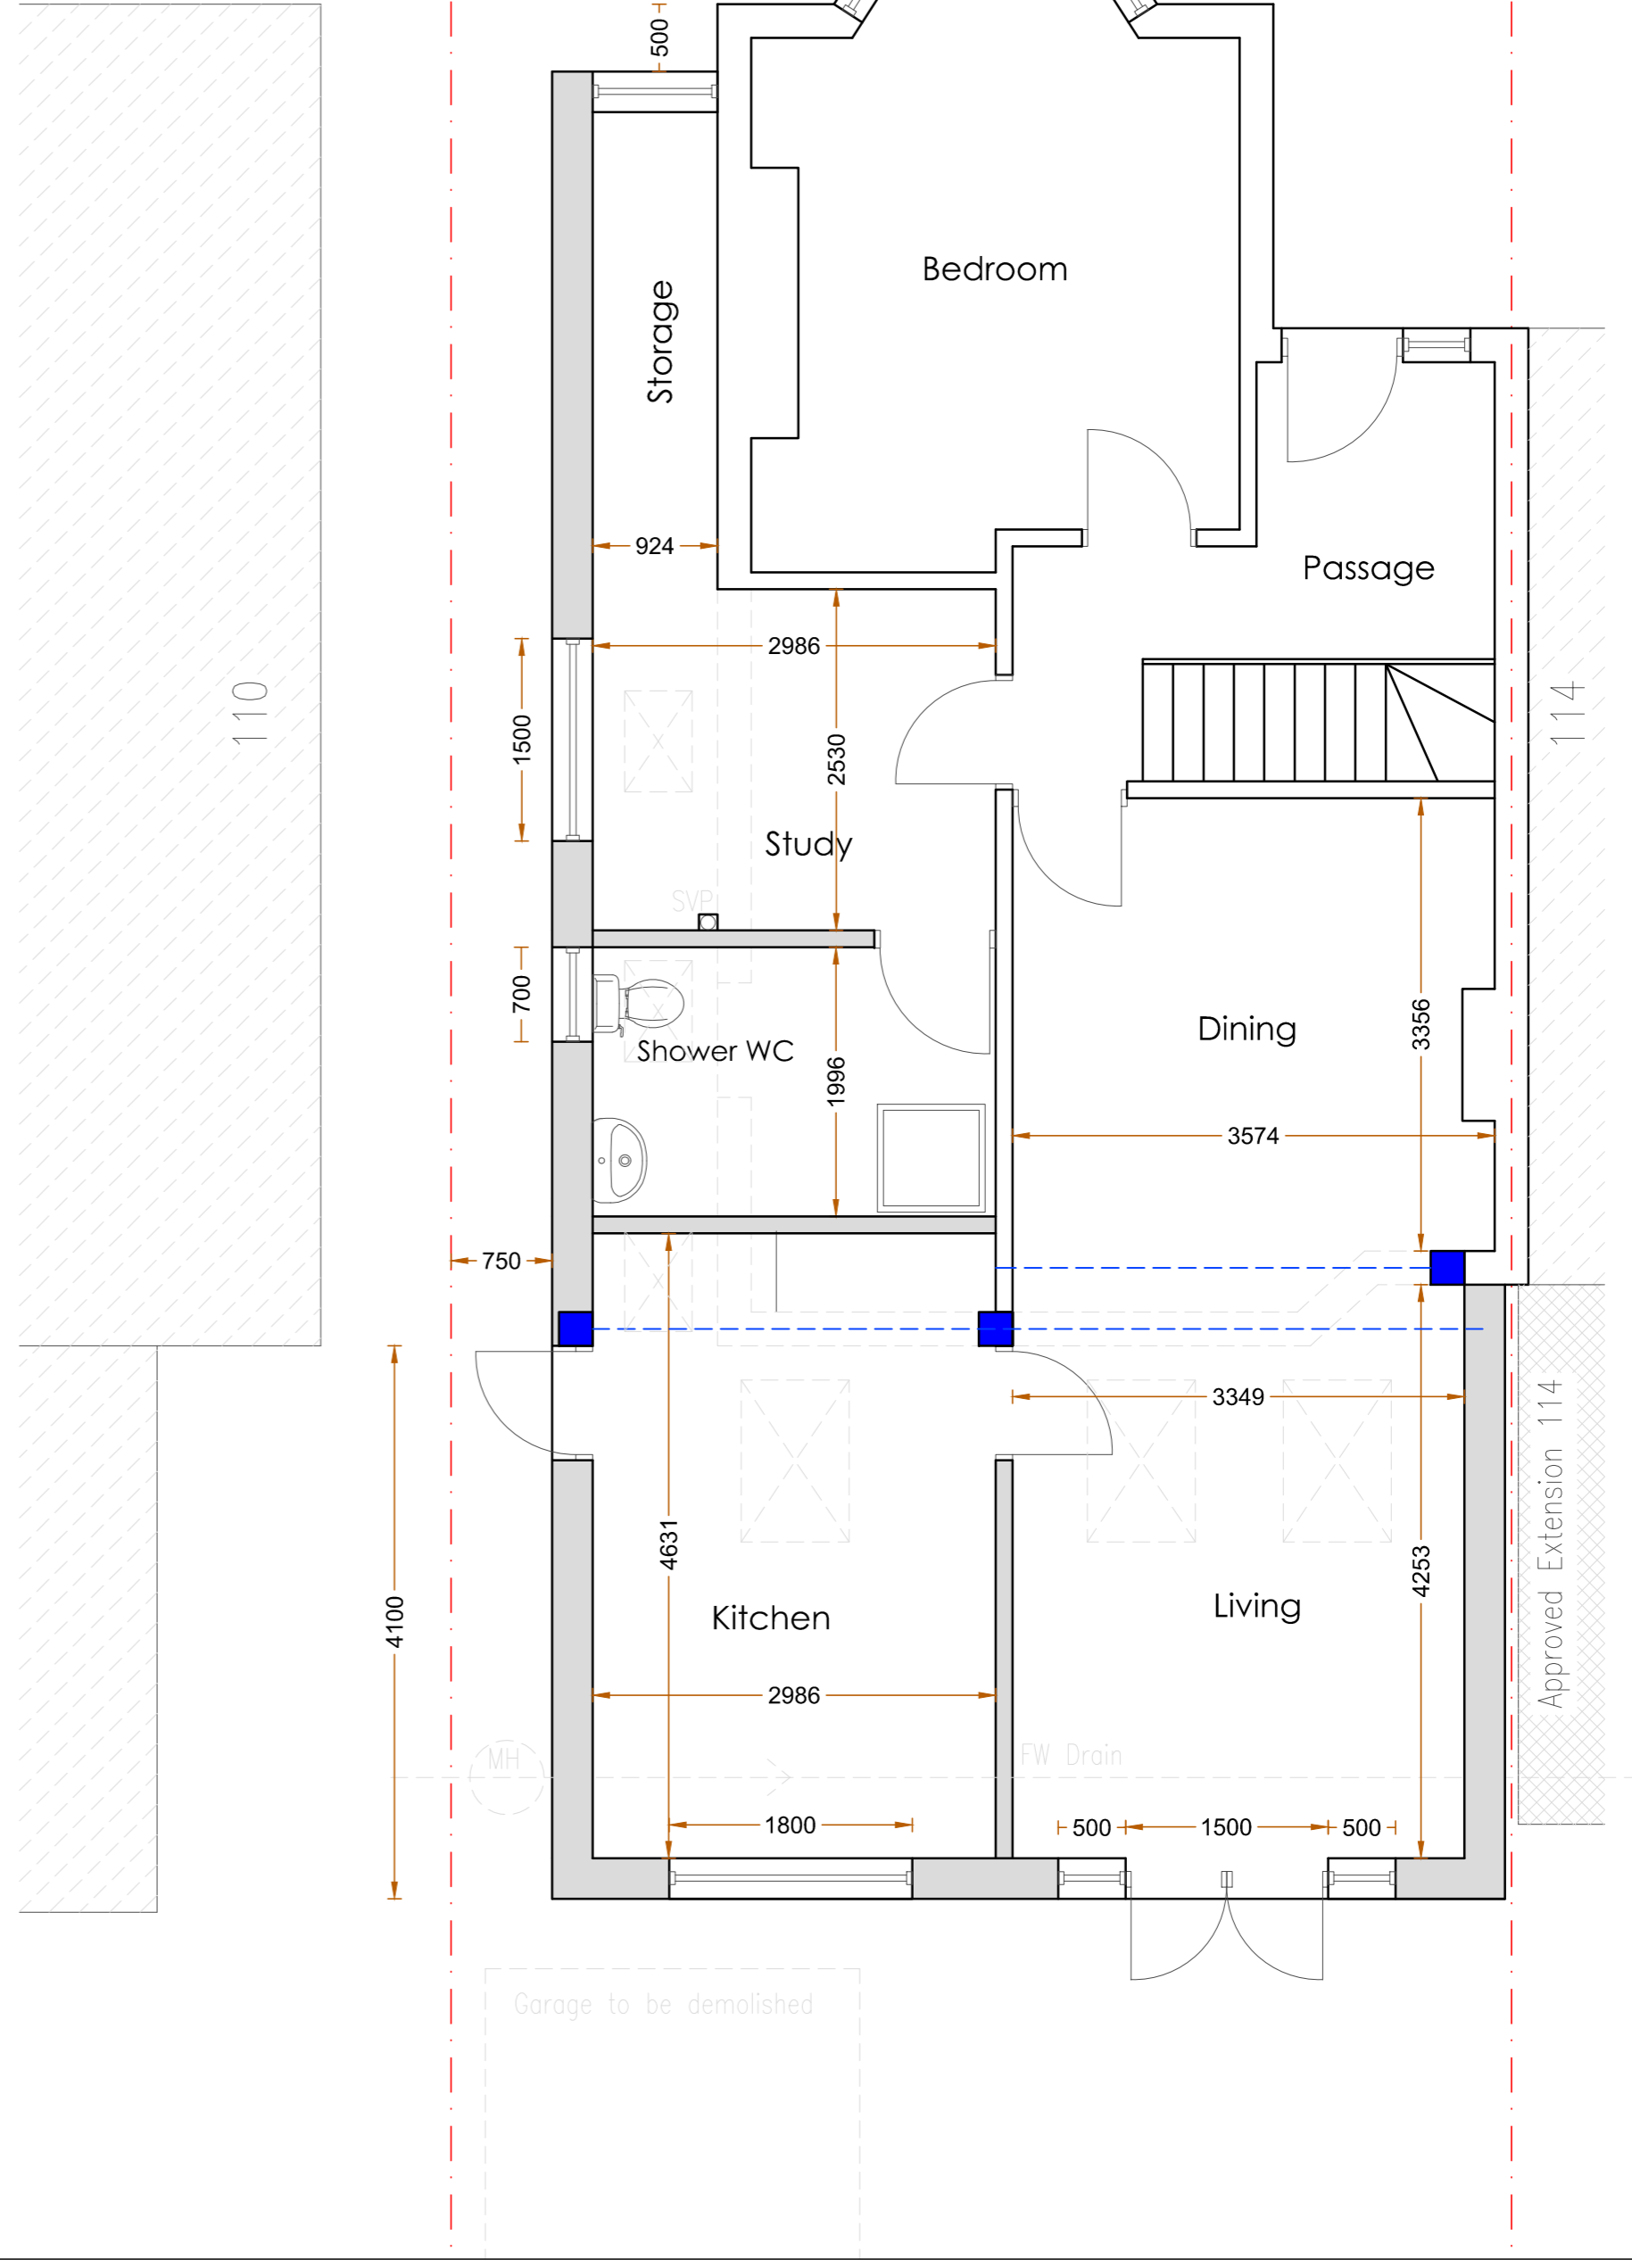 500
Bedroom
Storage
924
Passage
2986
110
114
1500
2530
Study
SVP
700
Shower WC
1996
Dining
3356
3574
750
3349
Approved Extension 114
4631
4253
4100
Kitchen
Living
2986
MH
FW Drain
1800
500
1500
500
Garage to be demolished